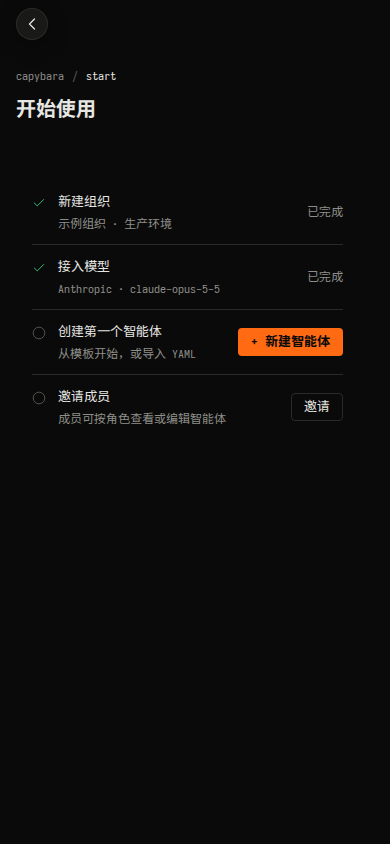 capybara / start
开始使用
新建组织
示例组织 · 生产环境
已完成
接入模型
Anthropic · claude-opus-5-5
已完成
创建第一个智能体
从模板开始，或导入 YAML
+ 新建智能体
邀请成员
成员可按角色查看或编辑智能体
邀请